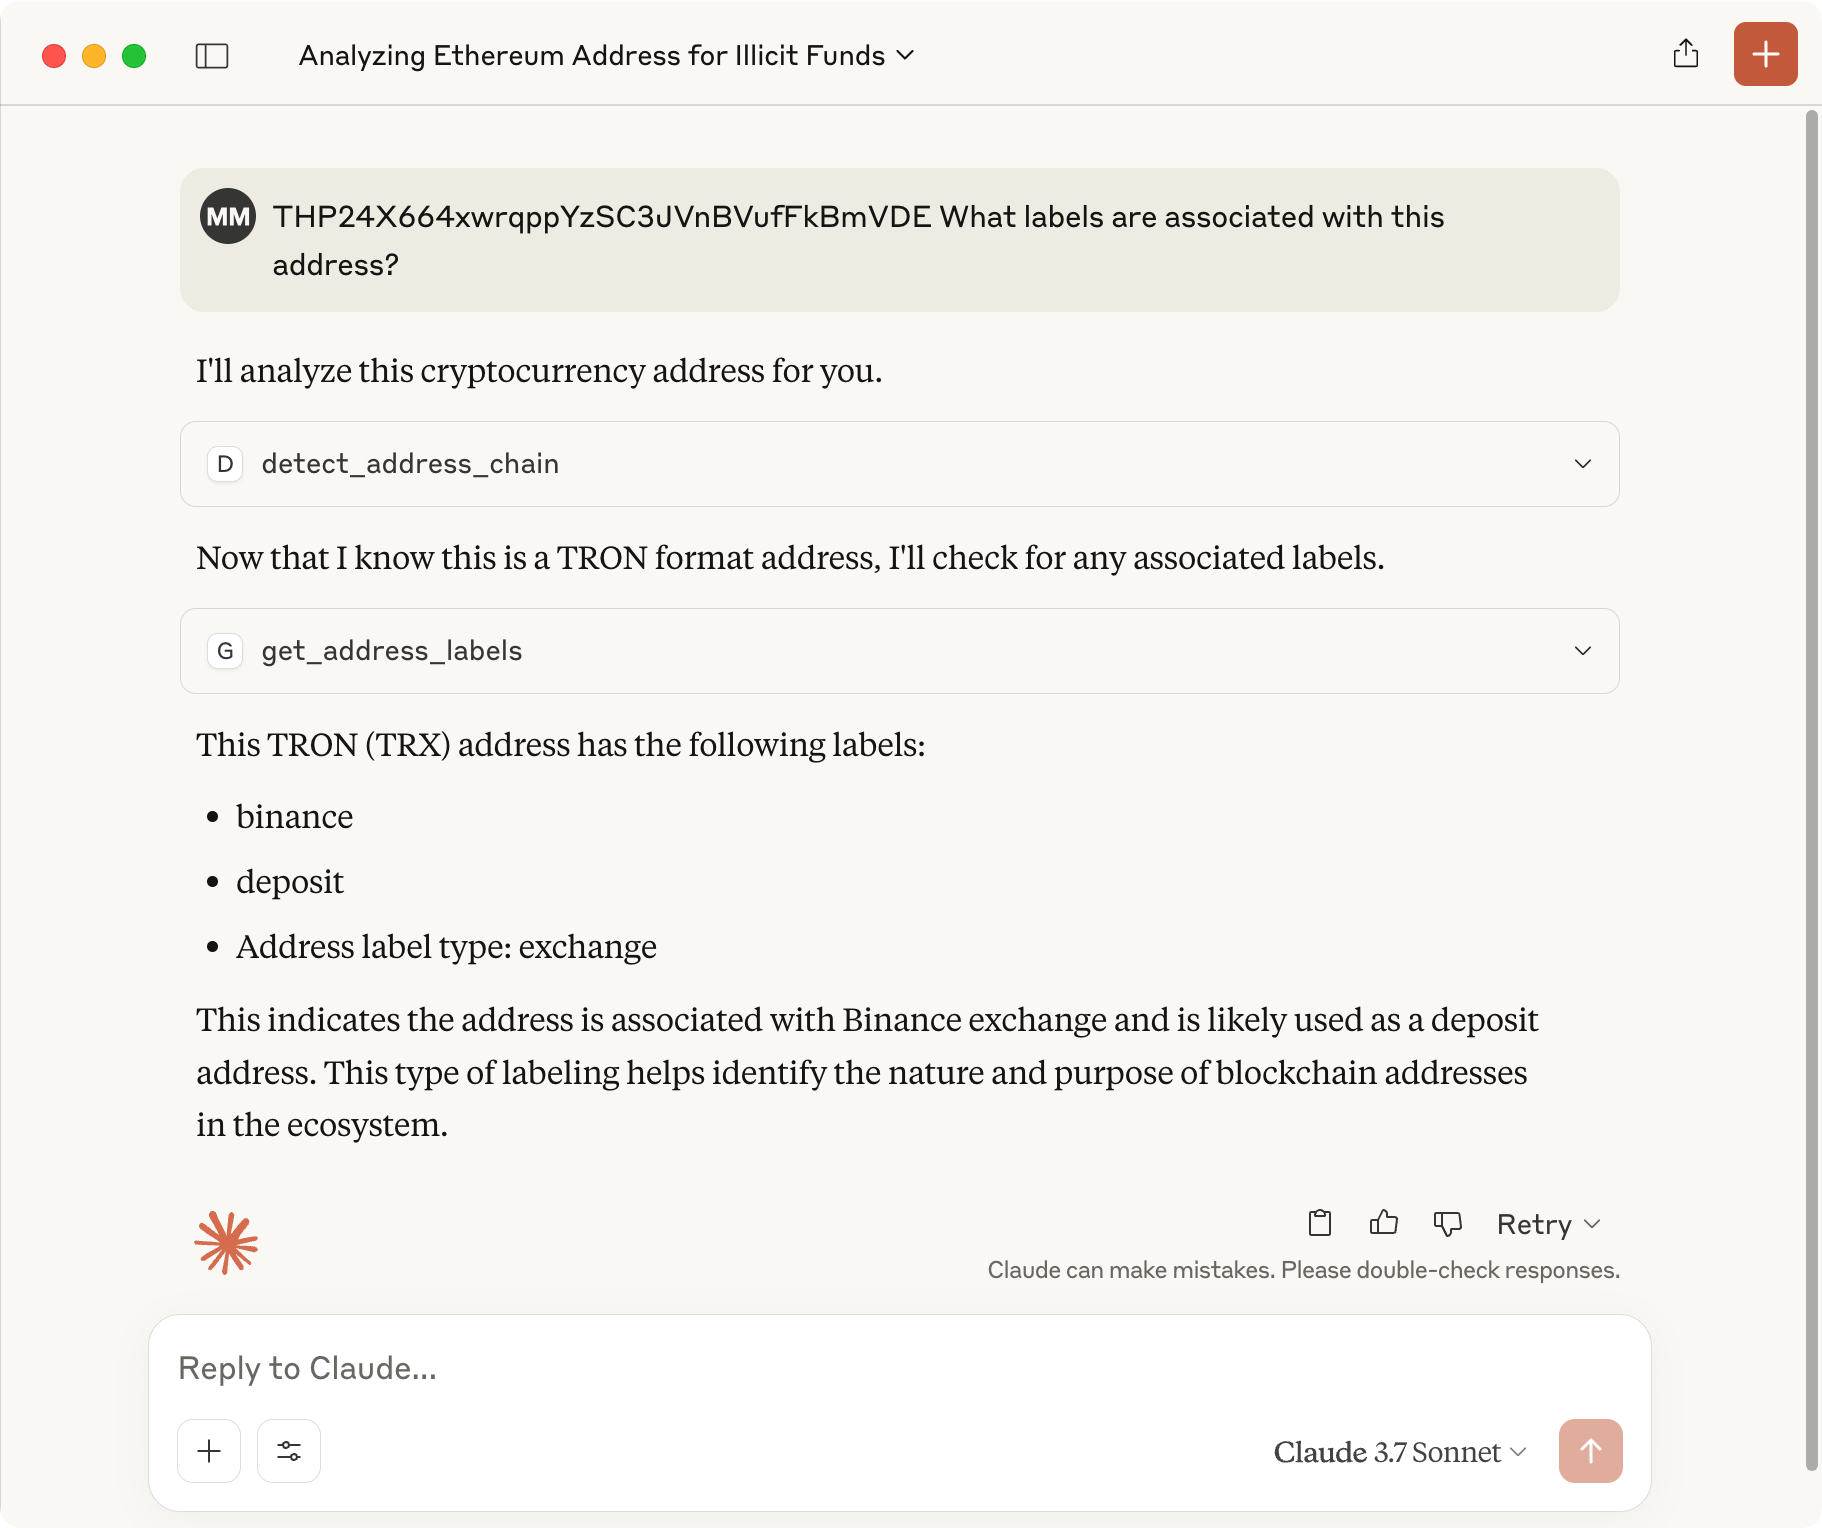 Analyzing Ethereum Address for Illicit Funds
MM
THP24X664xwrqppYzSC3JVnBVufFkBmVDE What labels are associated with this
address?
I'll analyze this cryptocurrency address for you.
D detect_address_chain
Now that I know this is a TRON format address, I'll check for any associated labels.
G get_address_labels
This TRON (TRX) address has the following labels:
• binance
• deposit
• Address label type: exchange
This indicates the address is associated with Binance exchange and is likely used as a deposit
address. This type of labeling helps identify the nature and purpose of blockchain addresses
in the ecosystem.
Retry
Claude can make mistakes. Please double-check responses.
Reply to Claude...
Claude 3.7 Sonnet